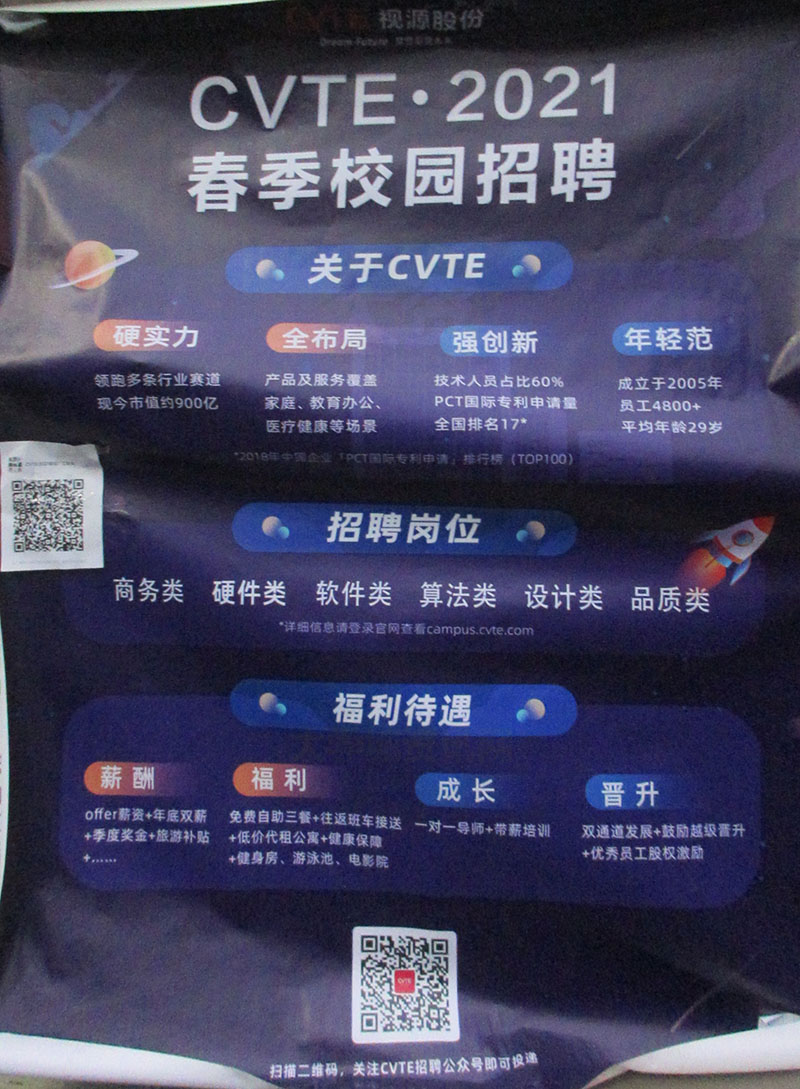 CVTE 视源股份
Dream·Future
CVTE·2021
春季校园招聘
关于CVTE
硬实力
领跑多条行业赛道
现今市值约900亿
全布局
产品及服务覆盖
家庭、教育办公、
医疗健康等场景
强创新
技术人员占比60%
PCT国际专利申请量
全国排名17*
年轻范
成立于2005年
员工4800+
平均年龄29岁
*2018年中国企业「PCT国际专利申请」排行榜（TOP100）
招聘岗位
商务类 硬件类 软件类 算法类 设计类 品质类
*详细信息请登录官网查看campus.cvte.com
福利待遇
薪酬
offer薪资+年底双薪
+季度奖金+旅游补贴
+……
福利
免费自助三餐+往返班车接送
+低价代租公寓+健康保障
+健身房、游泳池、电影院
成长
一对一导师+带薪培训
晋升
双通道发展+鼓励越级晋升
+优秀员工股权激励
CVTE
扫描二维码，关注CVTE招聘公众号即可投递